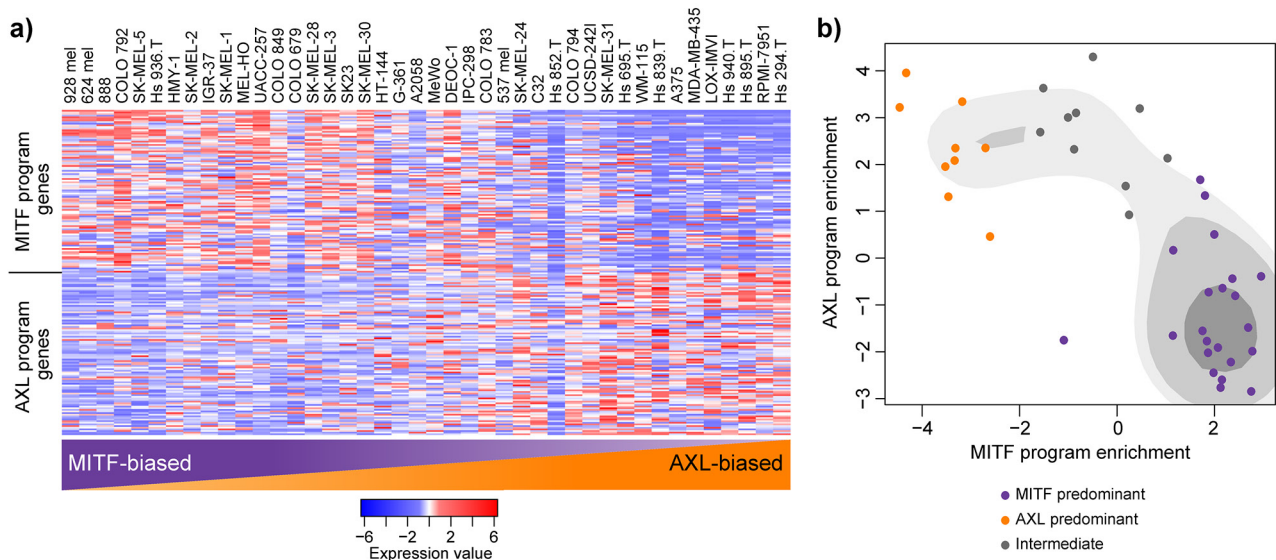 a)
928 mel
624 mel
888
COLO 792
SK-MEL-5
Hs 936.T
HMY-1
SK-MEL-2
IGR-37
SK-MEL-1
MEL-HO
UACC-257
COLO 849
COLO 679
SK-MEL-28
SK-MEL-3
SK23
SK-MEL-30
HT-144
G-361
A2058
MeWo
DEOC-1
IPC-298
COLO 783
537 mel
SK-MEL-24
C32
Hs 852.T
COLO 794
UCSD-242l
SK-MEL-31
Hs 695.T
WM-115
Hs 839.T
A375
MDA-MB-435
LOX-IMVI
Hs 940.T
Hs 895.T
RPMI-7951
Hs 294.T
MITF program
genes
AXL program
genes
MITF-biased
AXL-biased
−6 −2 2 6
Expression value
b)
AXL program enrichment
4
3
2
1
0
−1
−2
−3
−4 −2 0 2
MITF program enrichment
MITF predominant
AXL predominant
Intermediate